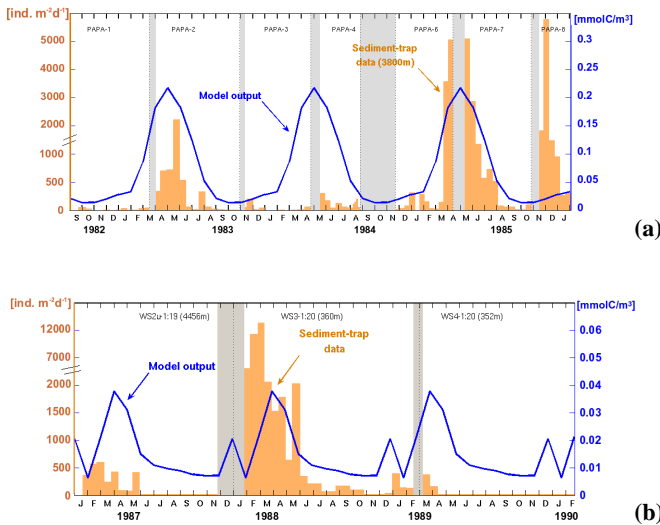 [ind. m-2d-1] [mmolC/m3]
PAPA-1 PAPA-2 PAPA-3 PAPA-4 PAPA-6 PAPA-7 PAPA-8
Sediment-trap
data (3800m)
Model output
5000
4000
3000
2000
1000
500
0
0.3
0.25
0.2
0.15
0.1
0.05
0
S O N D J F M A M J J A S O N D J F M A M J J A S O N D J F M A M J J A S O N D J
1982 1983 1984 1985
(a)
[ind. m-2d-1] [mmolC/m3]
WS2u-1:19 (4456m) WS3-1:20 (360m) WS4-1:20 (352m)
Sediment-trap
data
Model output
12000
7000
2000
1500
1000
500
0
0.06
0.05
0.04
0.03
0.02
0.01
0
J F M A M J J A S O N D J F M A M J J A S O N D J F M A M J J A S O N D J F
1987 1988 1989 1990
(b)